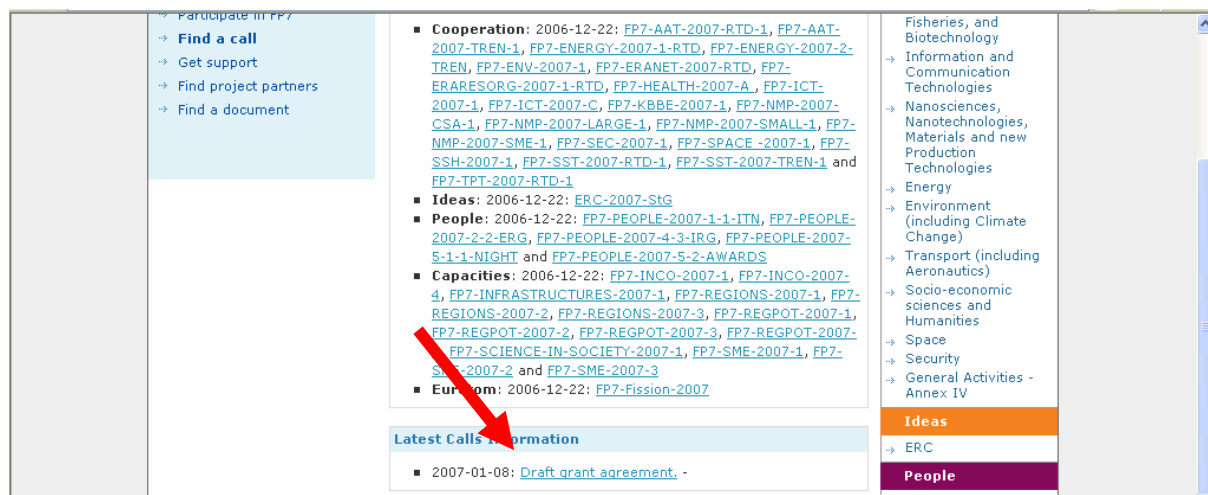 Participate in FP7
Find a call
Get support
Find project partners
Find a document
Cooperation: 2006-12-22: FP7-AAT-2007-RTD-1, FP7-AAT-
2007-TREN-1, FP7-ENERGY-2007-1-RTD, FP7-ENERGY-2007-2-
TREN, FP7-ENV-2007-1, FP7-ERANET-2007-RTD, FP7-
ERARESORG-2007-1-RTD, FP7-HEALTH-2007-A , FP7-ICT-
2007-1, FP7-ICT-2007-C, FP7-KBBE-2007-1, FP7-NMP-2007-
CSA-1, FP7-NMP-2007-LARGE-1, FP7-NMP-2007-SMALL-1, FP7-
NMP-2007-SME-1, FP7-SEC-2007-1, FP7-SPACE -2007-1, FP7-
SSH-2007-1, FP7-SST-2007-RTD-1, FP7-SST-2007-TREN-1 and
FP7-TPT-2007-RTD-1
Ideas: 2006-12-22: ERC-2007-StG
People: 2006-12-22: FP7-PEOPLE-2007-1-1-ITN, FP7-PEOPLE-
2007-2-2-ERG, FP7-PEOPLE-2007-4-3-IRG, FP7-PEOPLE-2007-
5-1-1-NIGHT and FP7-PEOPLE-2007-5-2-AWARDS
Capacities: 2006-12-22: FP7-INCO-2007-1, FP7-INCO-2007-
4, FP7-INFRASTRUCTURES-2007-1, FP7-REGIONS-2007-1, FP7-
REGIONS-2007-2, FP7-REGIONS-2007-3, FP7-REGPOT-2007-1,
FP7-REGPOT-2007-2, FP7-REGPOT-2007-3, FP7-REGPOT-2007-
FP7-SCIENCE-IN-SOCIETY-2007-1, FP7-SME-2007-1, FP7-
SME-2007-2 and FP7-SME-2007-3
Euratom: 2006-12-22: FP7-Fission-2007
Latest Calls Information
2007-01-08: Draft grant agreement. -
Fisheries, and
Biotechnology
Information and
Communication
Technologies
Nanosciences,
Nanotechnologies,
Materials and new
Production
Technologies
Energy
Environment
(including Climate
Change)
Transport (including
Aeronautics)
Socio-economic
sciences and
Humanities
Space
Security
General Activities -
Annex IV
Ideas
ERC
People